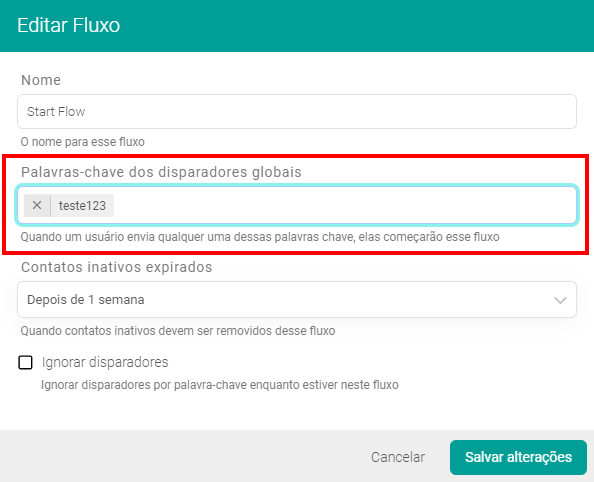 Editar Fluxo
Nome
Start Flow
O nome para esse fluxo
Palavras-chave dos disparadores globais
× teste123
Quando um usuário envia qualquer uma dessas palavras chave, elas começarão esse fluxo
Contatos inativos expirados
Depois de 1 semana
Quando contatos inativos devem ser removidos desse fluxo
Ignorar disparadores
Ignorar disparadores por palavra-chave enquanto estiver neste fluxo
Cancelar
Salvar alterações